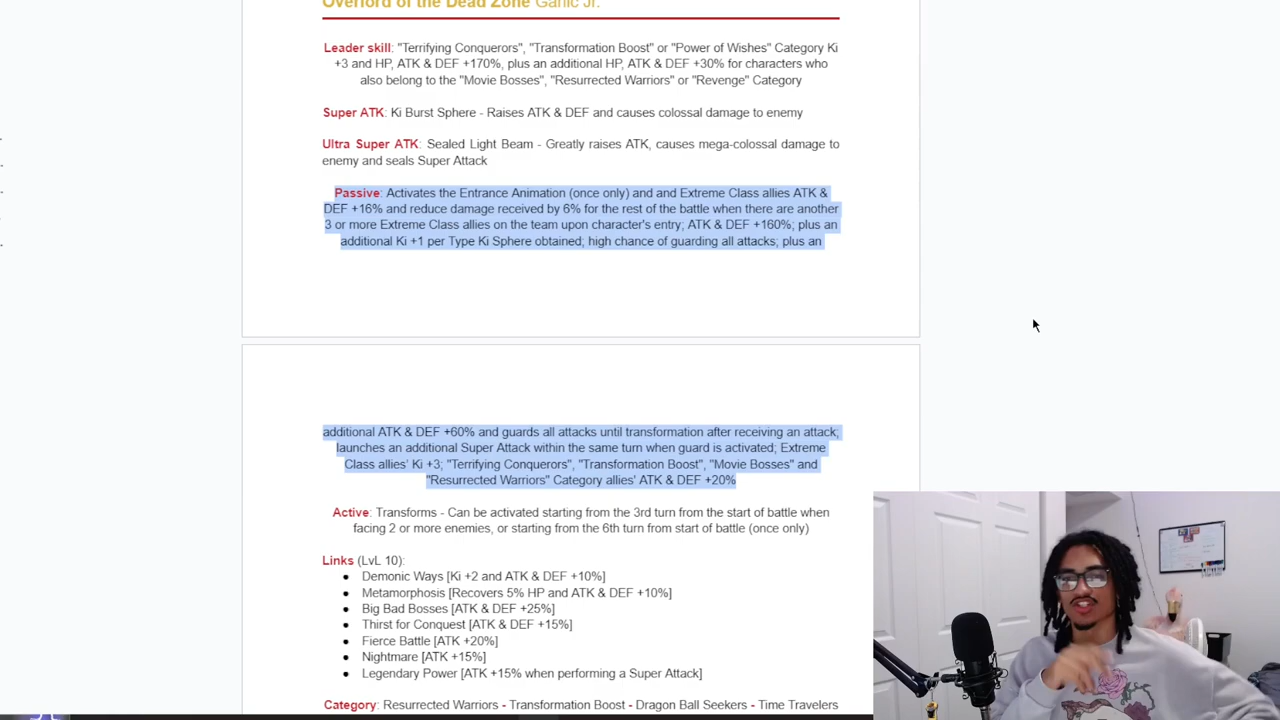 Overlord of the Dead Zone Garlic Jr.
Leader skill: "Terrifying Conquerors", "Transformation Boost" or "Power of Wishes" Category Ki
+3 and HP, ATK & DEF +170%, plus an additional HP, ATK & DEF +30% for characters who
also belong to the "Movie Bosses", "Resurrected Warriors" or "Revenge" Category
Super ATK: Ki Burst Sphere - Raises ATK & DEF and causes colossal damage to enemy
Ultra Super ATK: Sealed Light Beam - Greatly raises ATK, causes mega-colossal damage to
enemy and seals Super Attack
Passive: Activates the Entrance Animation (once only) and and Extreme Class allies ATK &
DEF +16% and reduce damage received by 6% for the rest of the battle when there are another
3 or more Extreme Class allies on the team upon character's entry; ATK & DEF +160%; plus an
additional Ki +1 per Type Ki Sphere obtained; high chance of guarding all attacks; plus an
additional ATK & DEF +60% and guards all attacks until transformation after receiving an attack;
launches an additional Super Attack within the same turn when guard is activated; Extreme
Class allies' Ki +3; "Terrifying Conquerors", "Transformation Boost", "Movie Bosses" and
"Resurrected Warriors" Category allies' ATK & DEF +20%
Active: Transforms - Can be activated starting from the 3rd turn from the start of battle when
facing 2 or more enemies, or starting from the 6th turn from start of battle (once only)
Links (LvL 10):
● Demonic Ways [Ki +2 and ATK & DEF +10%]
● Metamorphosis [Recovers 5% HP and ATK & DEF +10%]
● Big Bad Bosses [ATK & DEF +25%]
● Thirst for Conquest [ATK & DEF +15%]
● Fierce Battle [ATK +20%]
● Nightmare [ATK +15%]
● Legendary Power [ATK +15% when performing a Super Attack]
Category: Resurrected Warriors - Transformation Boost - Dragon Ball Seekers - Time Travelers